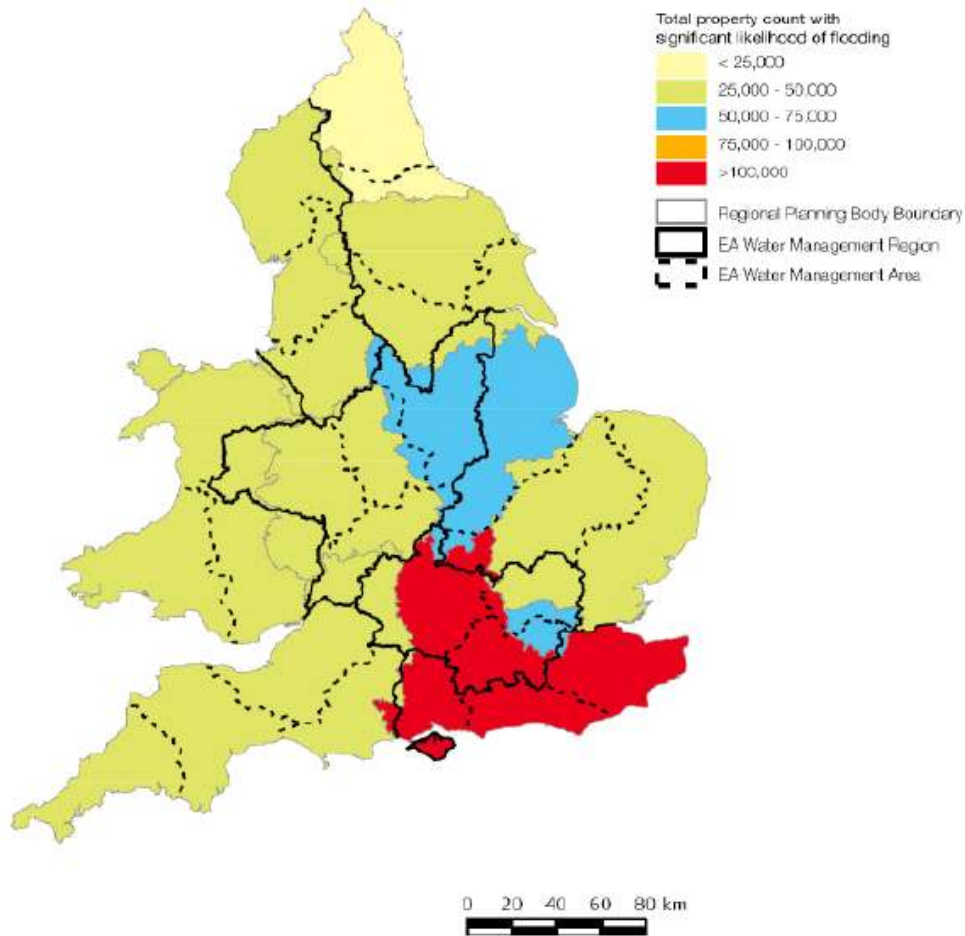 Total property count with
significant likelihood of flooding
< 25,000
25,000 - 50,000
50,000 - 75,000
75,000 - 100,000
>100,000
Regional Planning Body Boundary
EA Water Management Region
EA Water Management Area
0 20 40 60 80 km